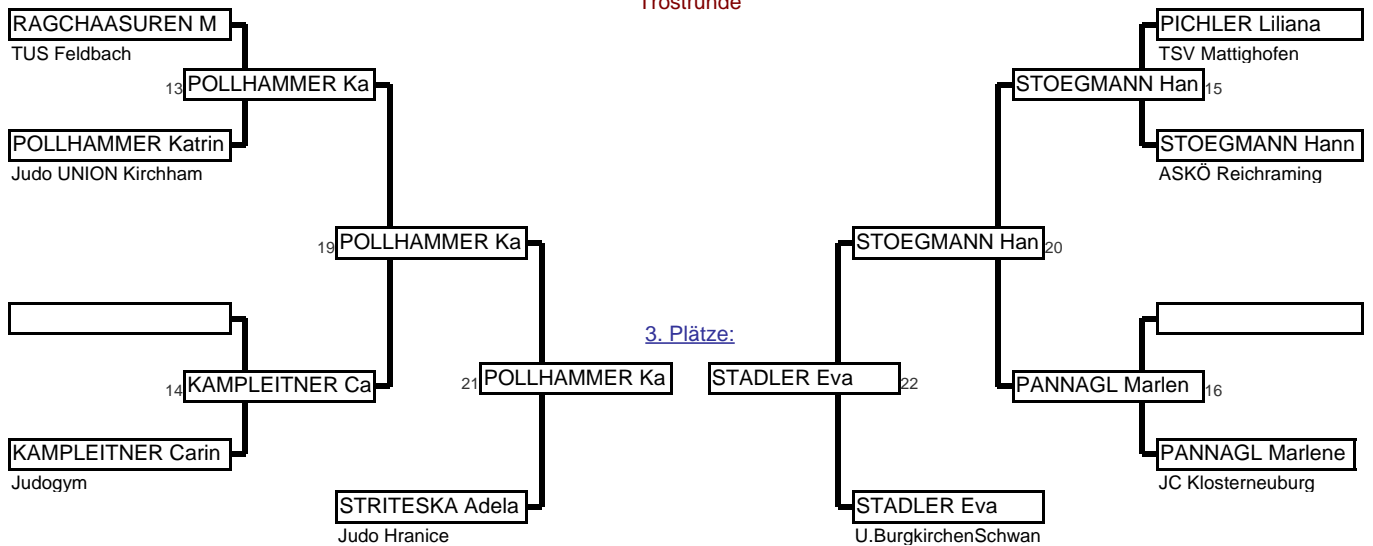 Trostrunde
RAGCHAASUREN M
TUS Feldbach
13 POLLHAMMER Ka
POLLHAMMER Katrin
Judo UNION Kirchham
19 POLLHAMMER Ka
14 KAMPLEITNER Ca
KAMPLEITNER Carin
Judogym
3. Plätze:
21 POLLHAMMER Ka
STRITESKA Adela
Judo Hranice
PICHLER Liliana
TSV Mattighofen
STOEGMANN Han 15
STOEGMANN Hann
ASKÖ Reichraming
STOEGMANN Han 20
STADLER Eva 22
PANNAGL Marlen 16
PANNAGL Marlene
JC Klosterneuburg
STADLER Eva
U.BurgkirchenSchwan